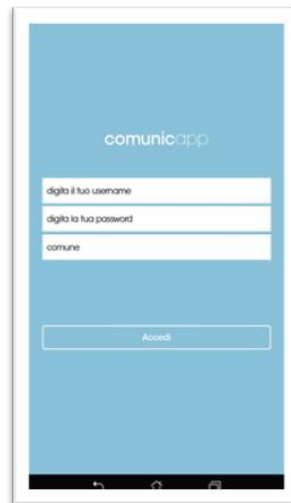 comunicapp
digita il tuo username
digita la tua password
comune
Accedi